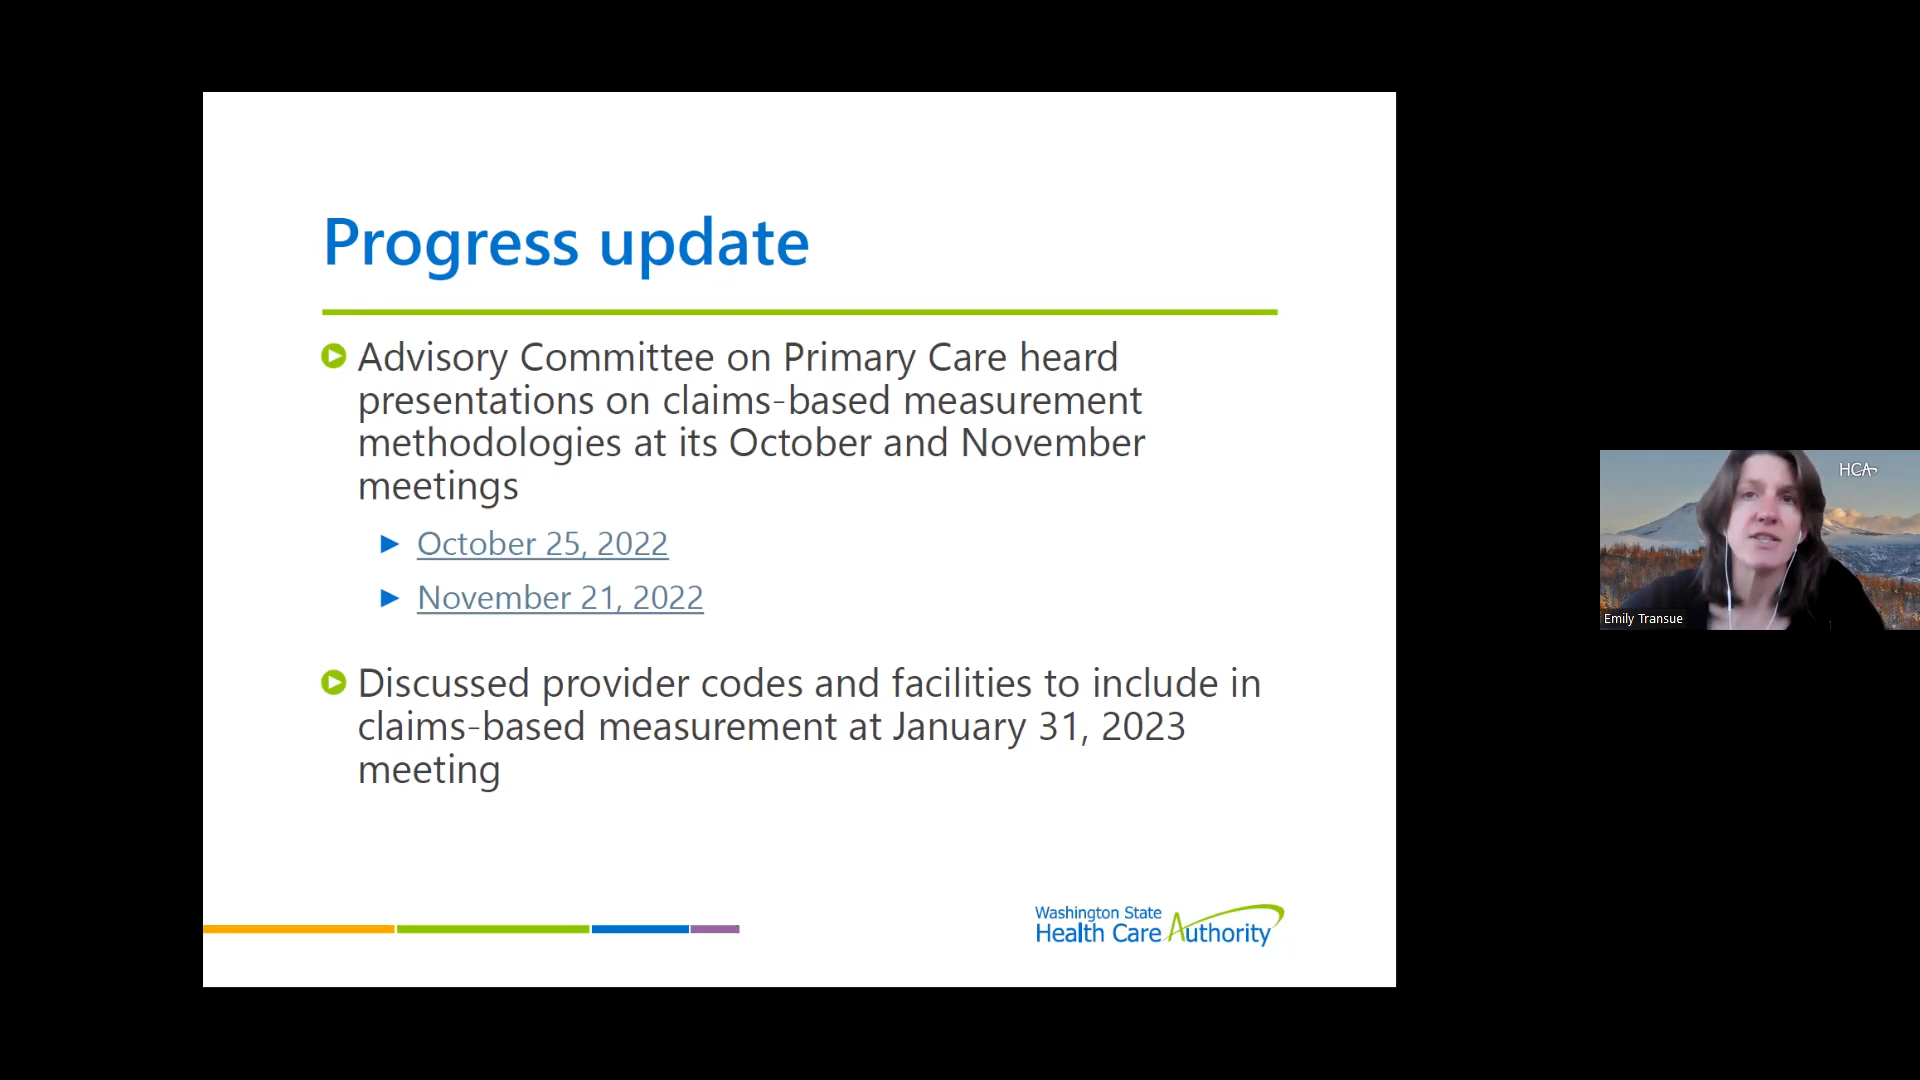 Progress update
Advisory Committee on Primary Care heard
presentations on claims-based measurement
methodologies at its October and November
meetings
October 25, 2022
November 21, 2022
Discussed provider codes and facilities to include in
claims-based measurement at January 31, 2023
meeting
Washington State
Health Care Authority
HCA
Emily Transue